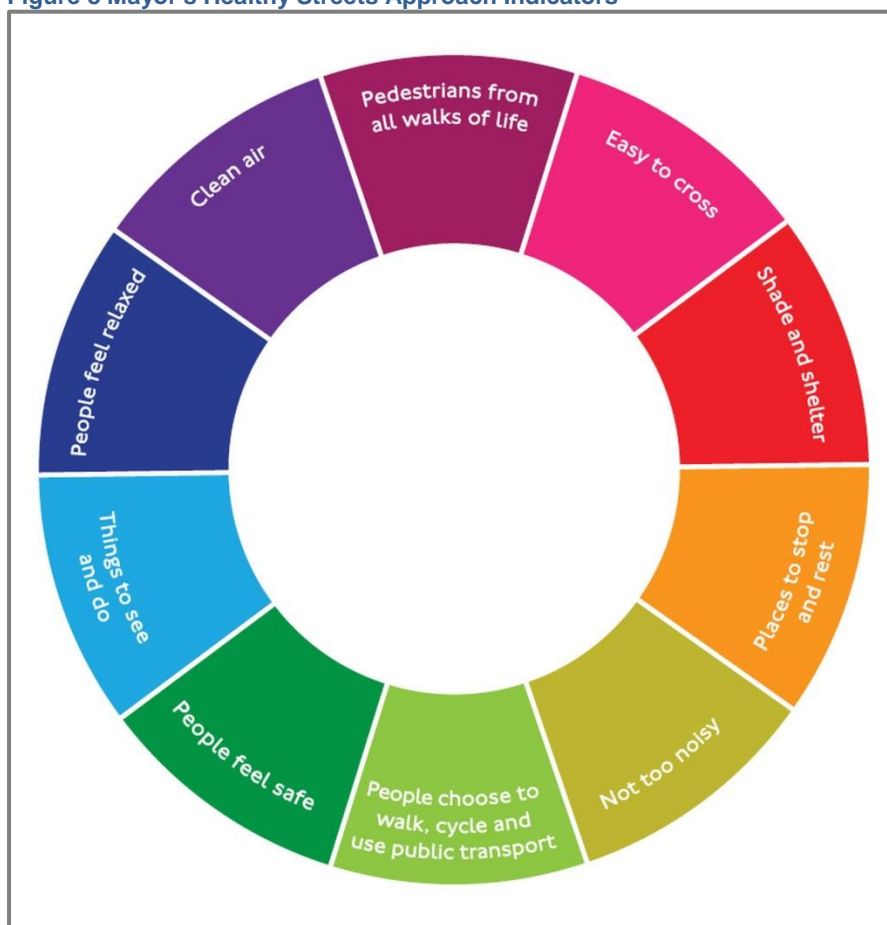 Figure 6 Mayor's Healthy Streets Approach Indicators
Pedestrians from
all walks of life
Easy to cross
Shade and shelter
Places to stop
and rest
Not too noisy
People choose to
walk, cycle and
use public transport
People feel safe
Things to see
and do
People feel relaxed
Clean air